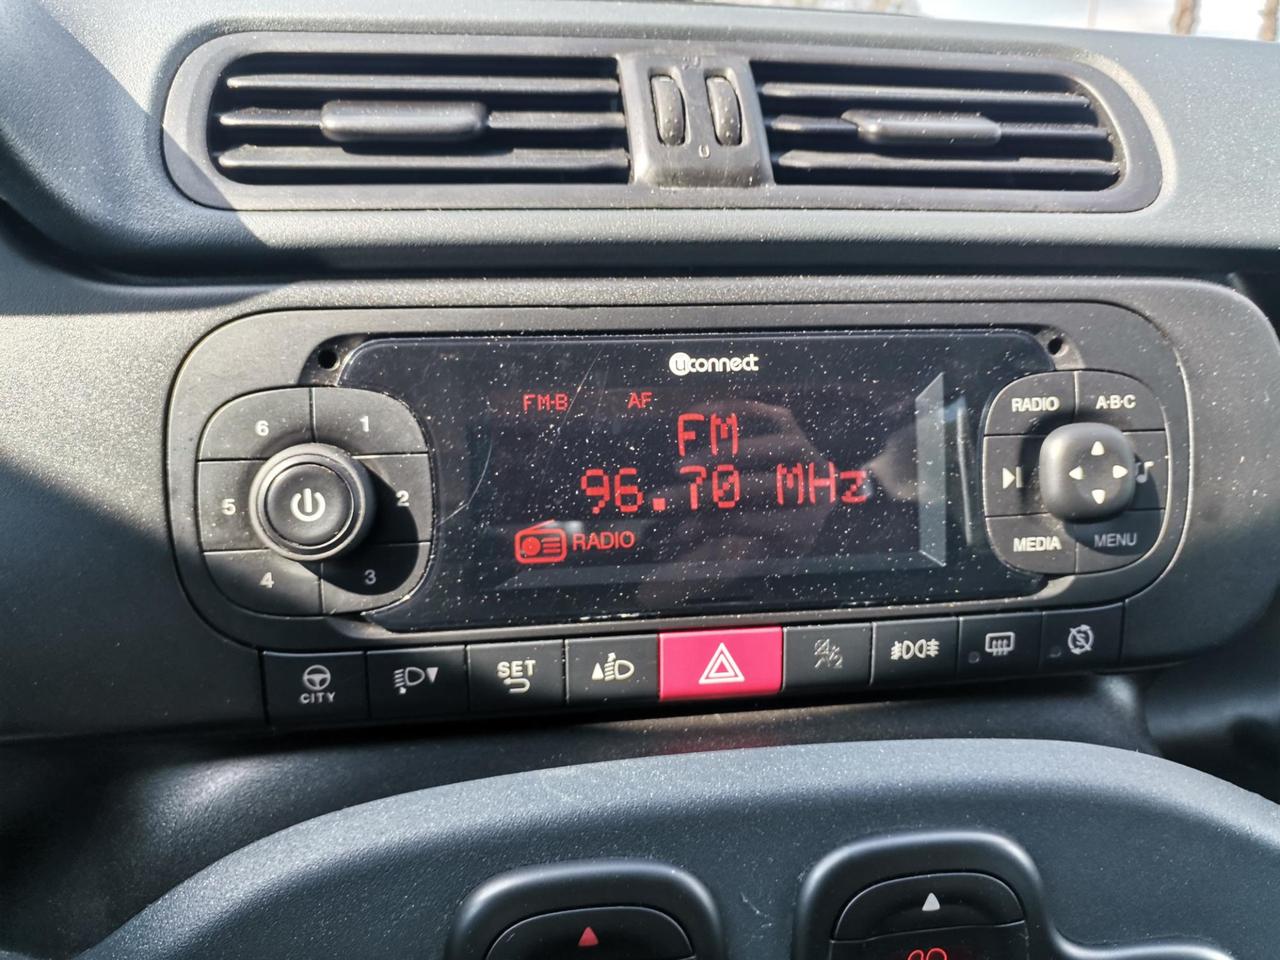 uconnect
FM-B AF
FM
96.70 MHz
RADIO
6 1
5 2
4 3
RADIO A·B·C
MEDIA MENU
CITY
SET